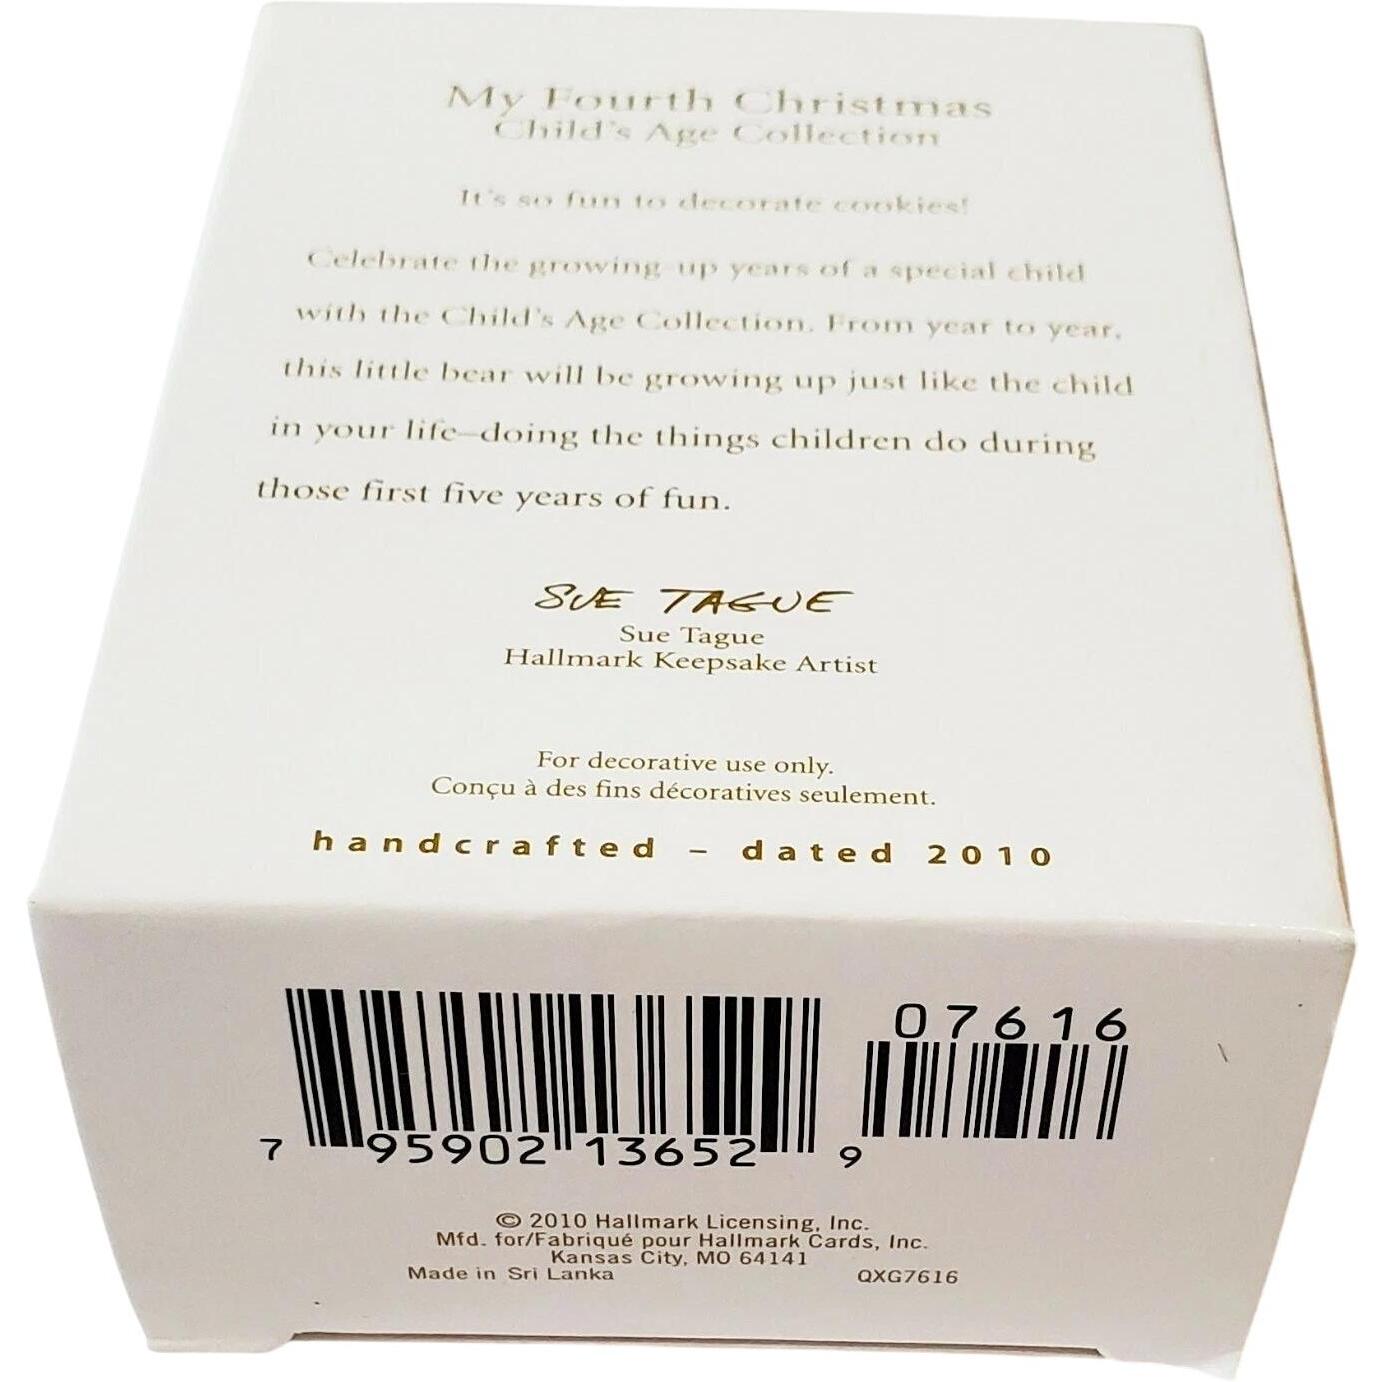 My Fourth Christmas
Child's Age Collection
It's so fun to decorate cookies!
Celebrate the growing-up years of a special child
with the Child's Age Collection. From year to year,
this little bear will be growing up just like the child
in your life—doing the things children do during
those first five years of fun.
SUE TAGUE
Sue Tague
Hallmark Keepsake Artist
For decorative use only.
Conçu à des fins décoratives seulement.
handcrafted – dated 2010
07616
7 95902 13652 9
© 2010 Hallmark Licensing, Inc.
Mfd. for/Fabriqué pour Hallmark Cards, Inc.
Kansas City, MO 64141
Made in Sri Lanka QXG7616